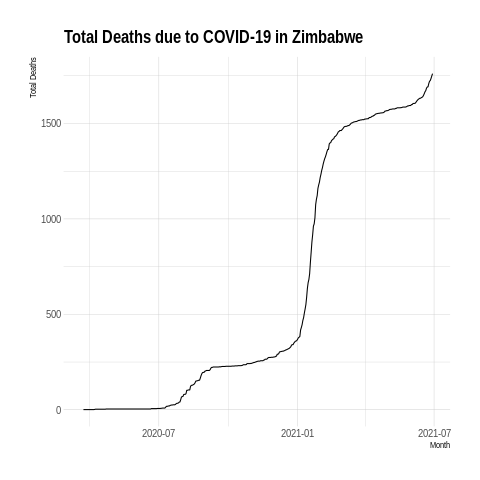 Total Deaths due to COVID-19 in Zimbabwe
Total Deaths
1500
1000
500
0
2020-07
2021-01
2021-07
Month